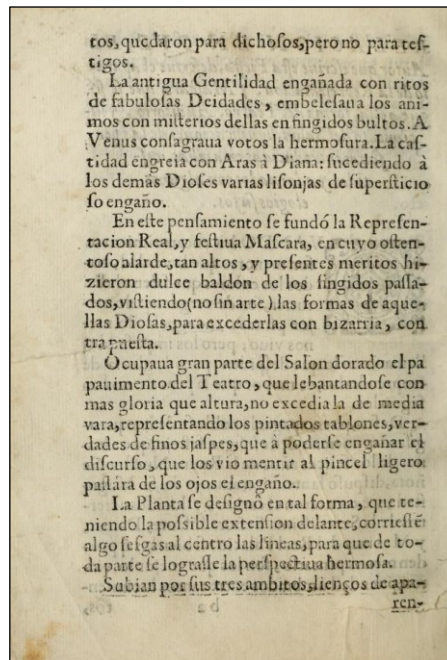 tos, quedaron para dichoſos, pero no para teſ-
tigos.
La antigua Gentilidad engañada con ritos
de fabuloſas Deidades, embeleſaua los ani-
mos con miſterios dellas en fingidos bultos. A
Venus conſagraua votos la hermoſura. La caſ-
tidad engreia con Aras à Diana: ſucediendo à
los demàs Dioſes varias liſonjas de ſuperſticio
ſo engaño.
En eſte penſamiento ſe fundó la Repreſen-
tacion Real, y feſtiua Maſcara, en cuyo oſten-
toſo alarde, tan altos, y preſentes meritos hi-
zieron dulce baldon de los fingidos paſſa-
dos, viſtiendo (no ſin arte) las formas de aque-
llas Dioſas, para excederlas con bizarria, con
tra pueſta.
Ocupaua gran parte del Salon dorado el pa
pauimento del Teatro, que lebantandoſe con
mas gloria que altura, no excedia la de media
vara, repreſentando los pintados tablones, ver-
dades de finos jaſpes, que à poderſe engañar el
diſcurſo, que los vio mentir al pincel ligero
paſſára de los ojos el engaño.
La Planta ſe deſignò en tal forma, que te-
niendo la poſsible extenſion delante, corrieſſé
algo ſeſgas al centro las lineas, para que de to-
da parte ſe lograſſe la perſpectiua hermoſa.
Subian por ſus tres ambitos, lienços de apa-
ren-